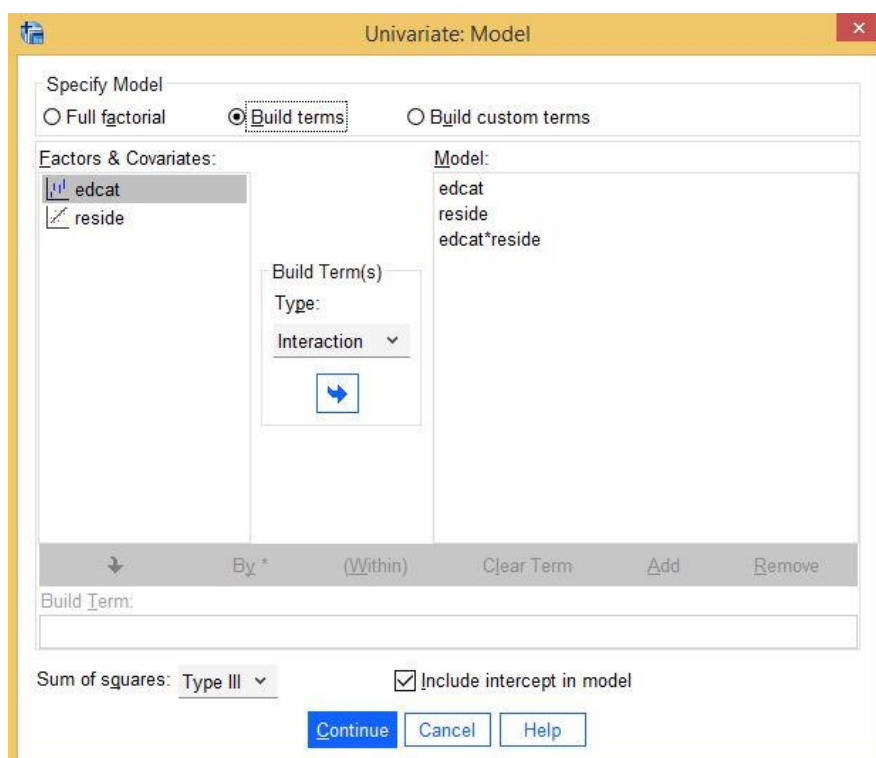 Univariate: Model
Specify Model
Full factorial
Build terms
Build custom terms
Factors & Covariates:
edcat
reside
Build Term(s)
Type:
Interaction
Model:
edcat
reside
edcat*reside
By *
(Within)
Clear Term
Add
Remove
Build Term:
Sum of squares:
Type III
Include intercept in model
Continue
Cancel
Help